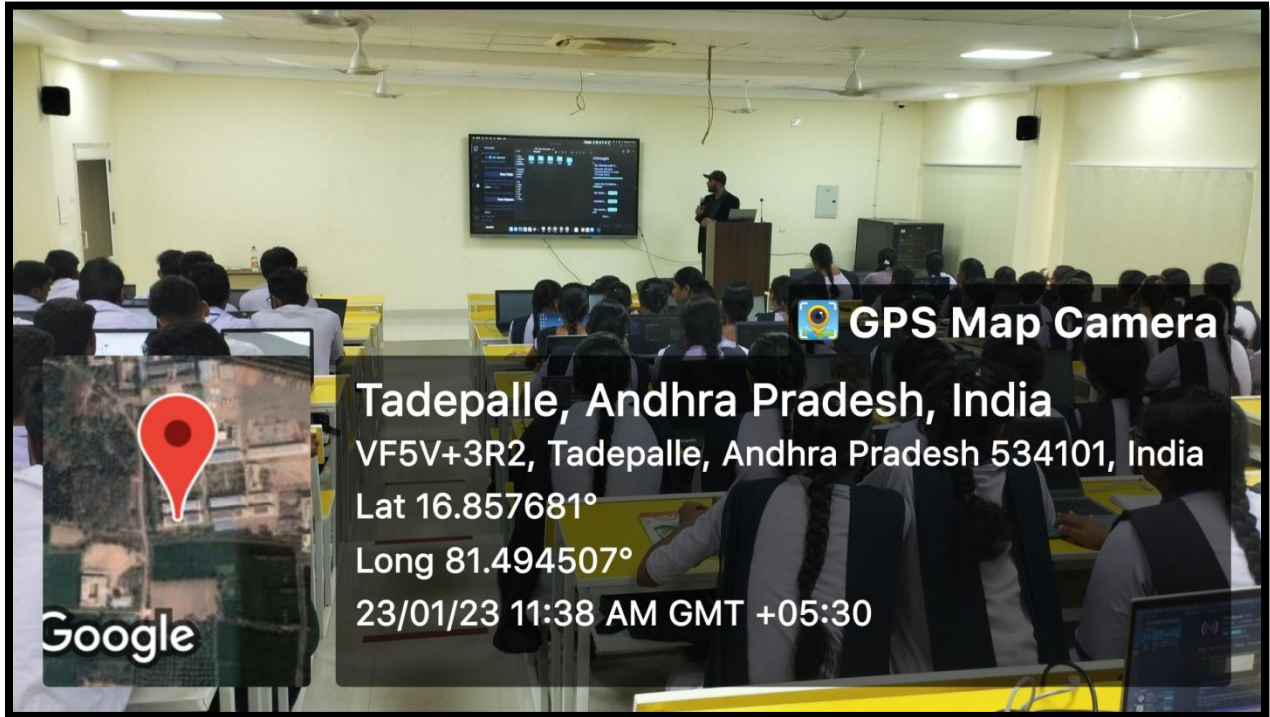 GPS Map Camera
Tadepalle, Andhra Pradesh, India
VF5V+3R2, Tadepalle, Andhra Pradesh 534101, India
Lat 16.857681°
Long 81.494507°
23/01/23 11:38 AM GMT +05:30
Google